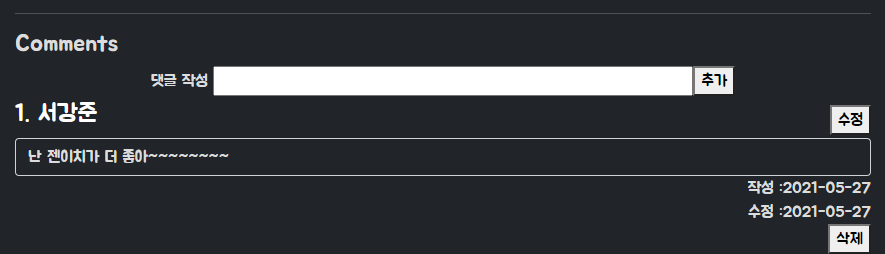 Comments
댓글 작성 추가
1. 서강준
수정
난 젠이치가 더 좋아~~~~~~~~
작성 :2021-05-27
수정 :2021-05-27
삭제